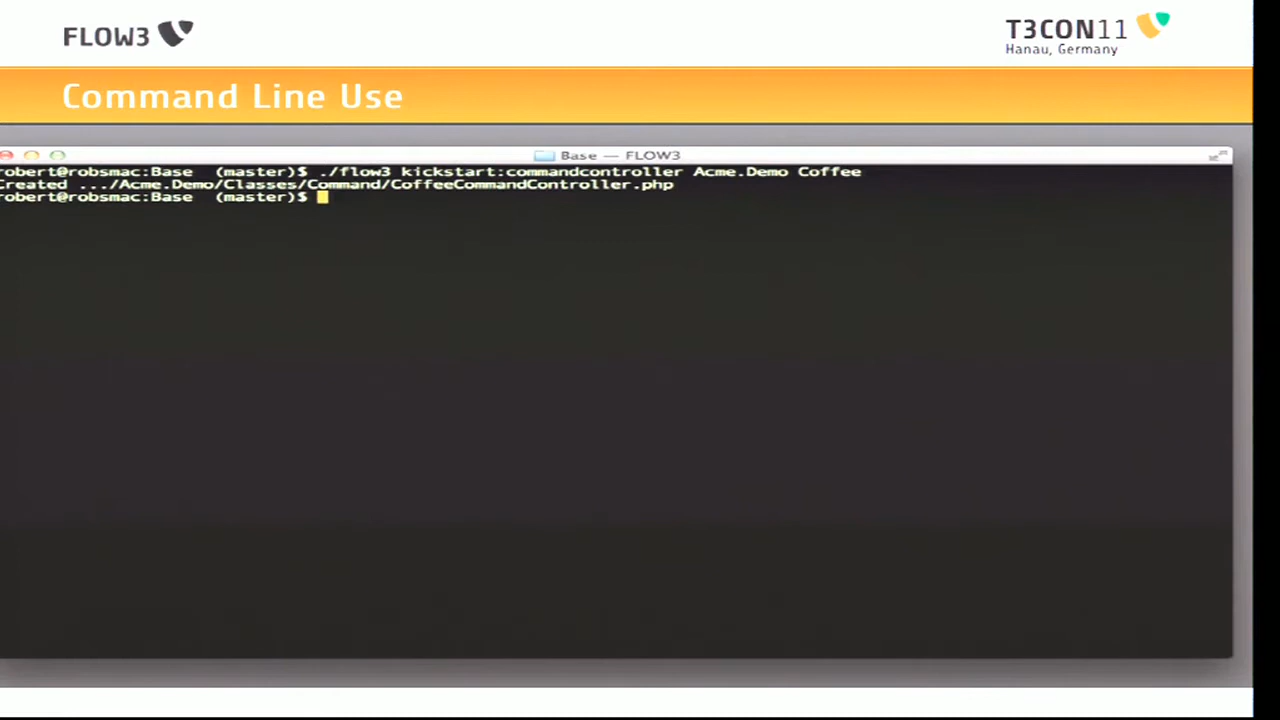 FLOW3
T3CON11
Hanau, Germany
Command Line Use
Base — FLOW3
robert@robsmac:Base (master)$ ./flow3 kickstart:commandcontroller Acme.Demo Coffee
Created .../Acme.Demo/Classes/Command/CoffeeCommandController.php
robert@robsmac:Base (master)$